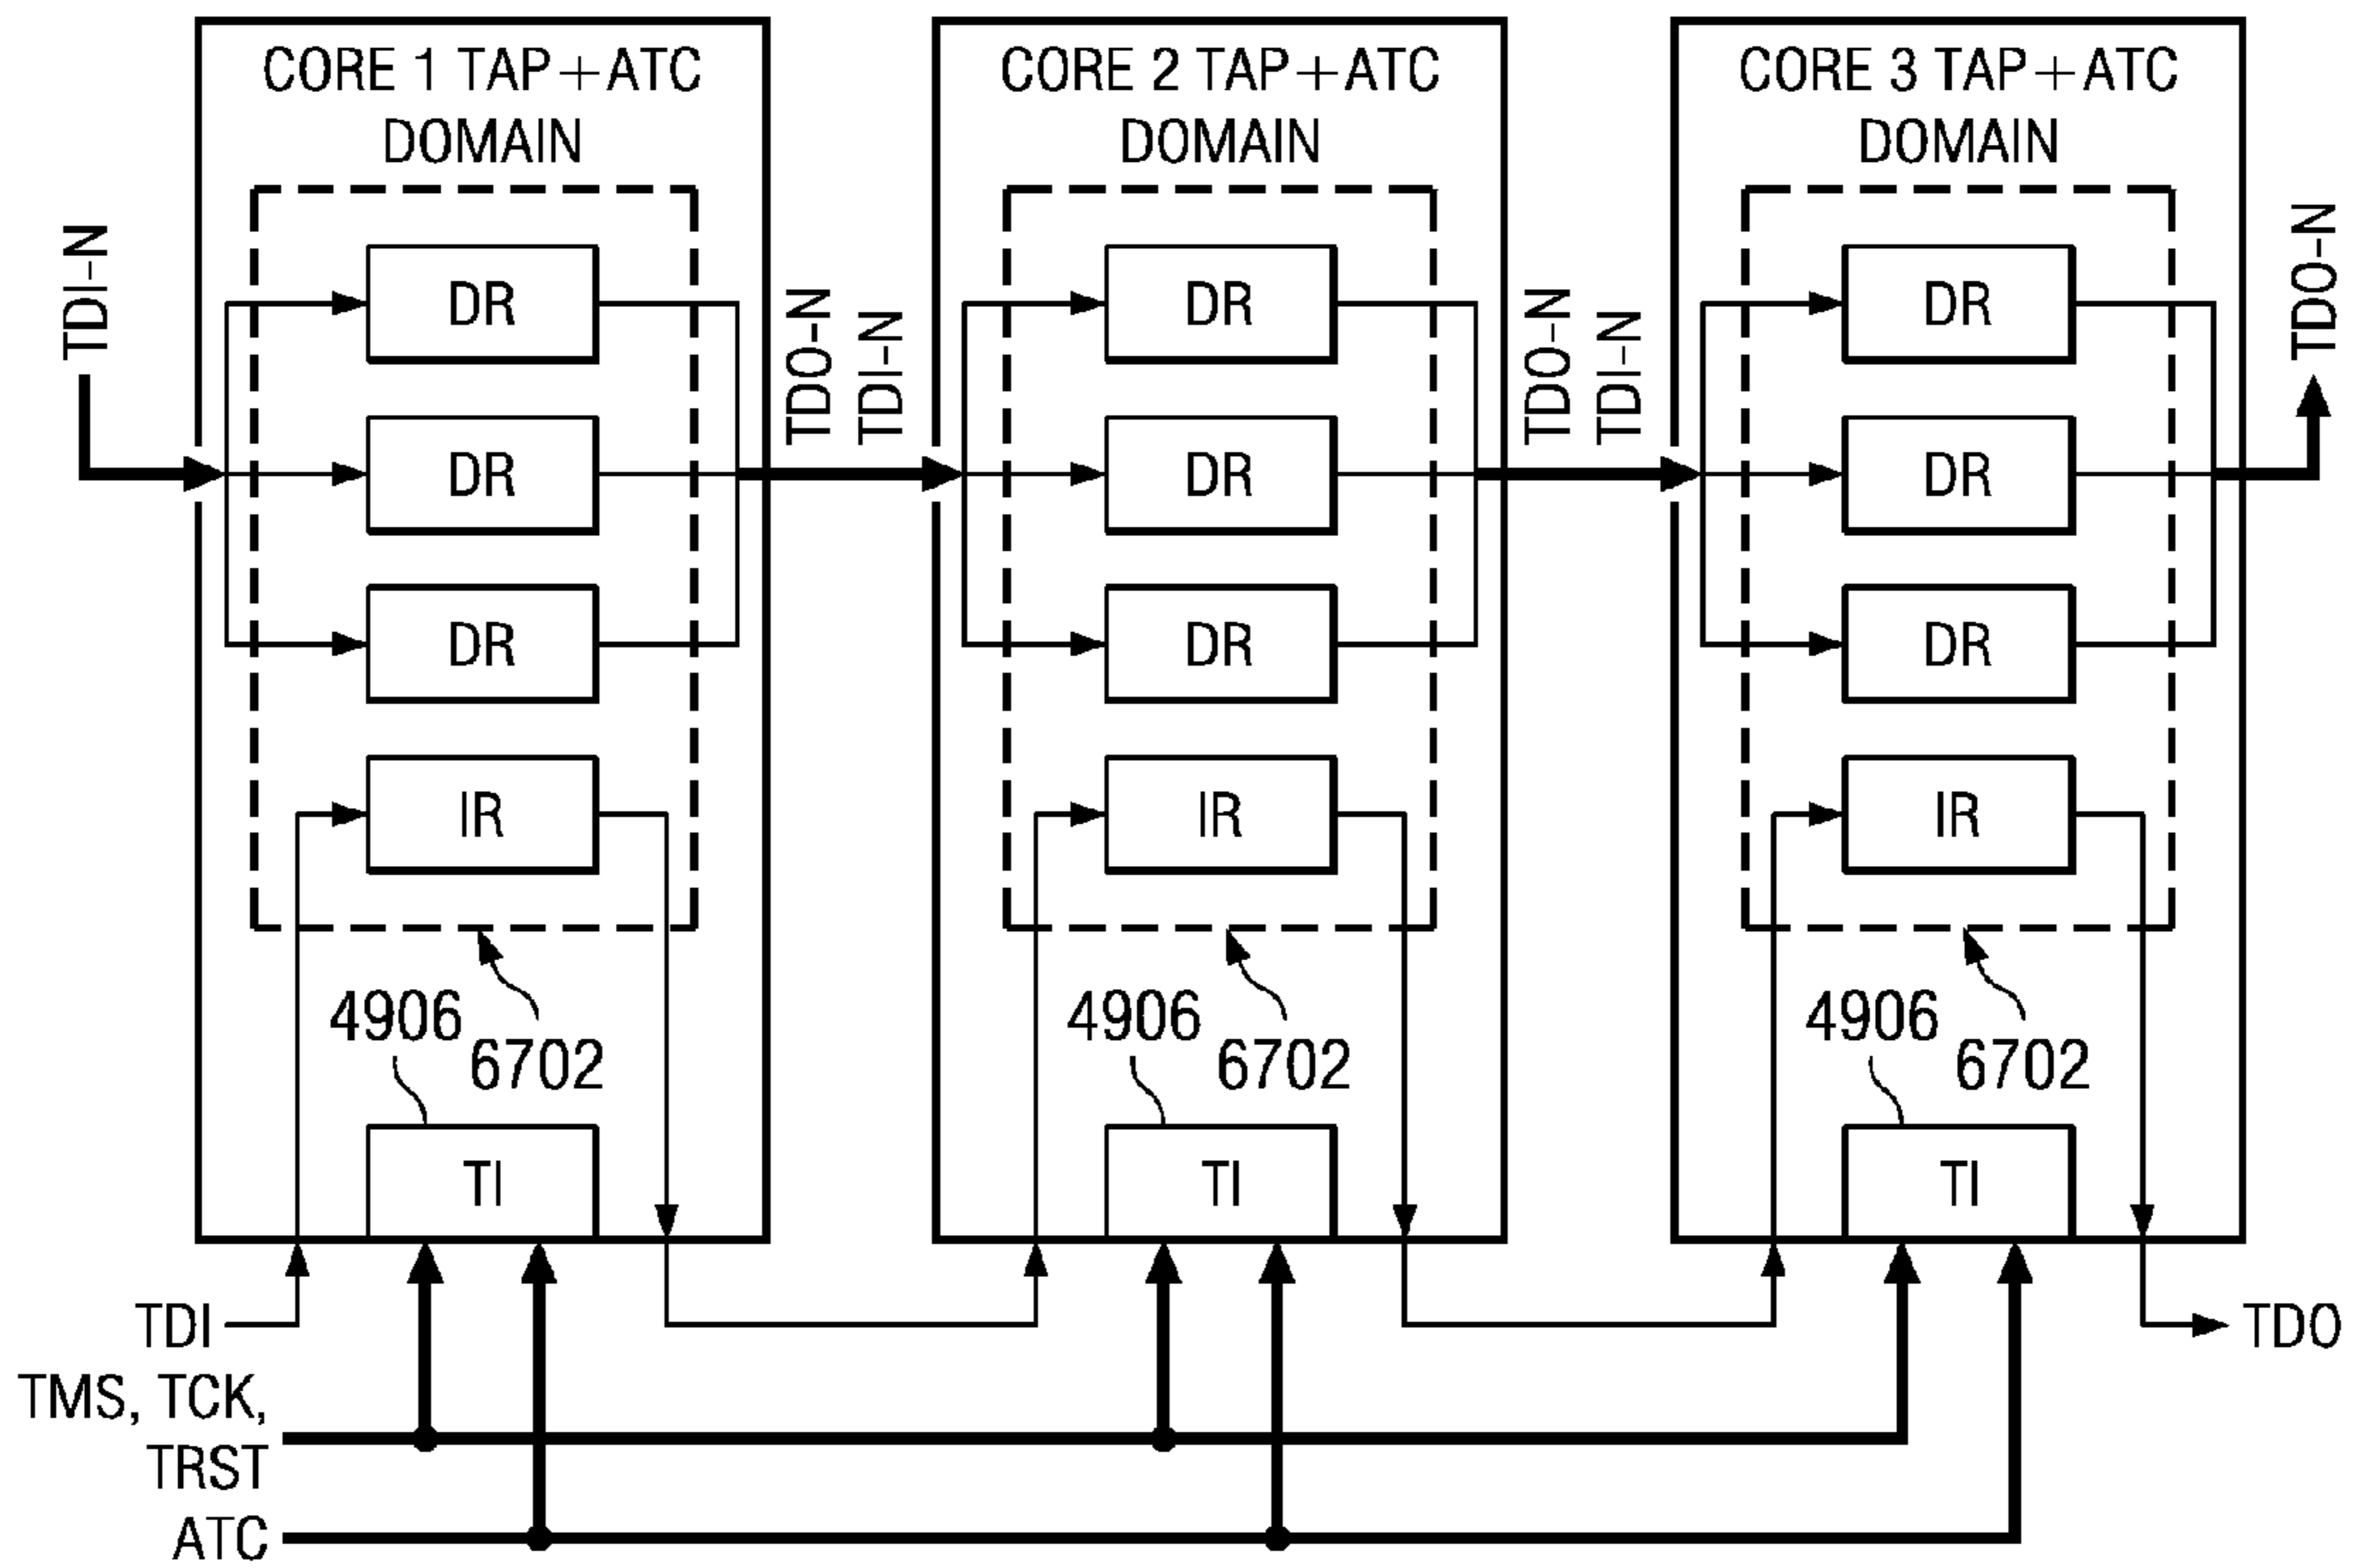 CORE 1 TAP+ATC
DOMAIN
CORE 2 TAP+ATC
DOMAIN
CORE 3 TAP+ATC
DOMAIN
TDI-N
DR
DR
DR
IR
TDO-N
TDI-N
DR
DR
DR
IR
TDO-N
TDI-N
DR
DR
DR
IR
TDO-N
4906
6702
4906
6702
4906
6702
TI
TI
TI
TDI
TDO
TMS, TCK,
TRST
ATC